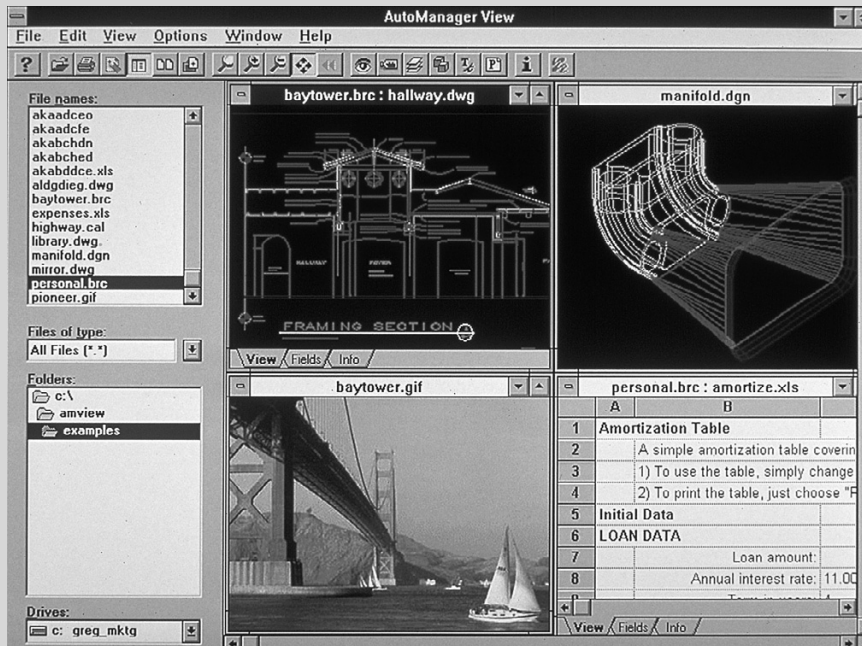 AutoManager View
File Edit View Options Window Help
File names:
akaadceo
akaadcfe
akabchdn
akabched
akabddce.xls
aldgdieg.dwg
baytower.brc
expenses.xls
highway.cal
library.dwg
manifold.dgn
mirror.dwg
personal.brc
pioneer.gif
Files of type:
All Files (*.*)
Folders:
c:\
amview
examples
Drives:
c: greg_mktg
baytower.brc : hallway.dwg
FRAMING SECTION
View Fields Info
manifold.dgn
baytower.gif
personal.brc : amortize.xls
A B
1 Amortization Table
2 A simple amortization table coverin
3 1) To use the table, simply change
4 2) To print the table, just choose "F
5 Initial Data
6 LOAN DATA
7 Loan amount:
8 Annual interest rate: 11.00
View Fields Info